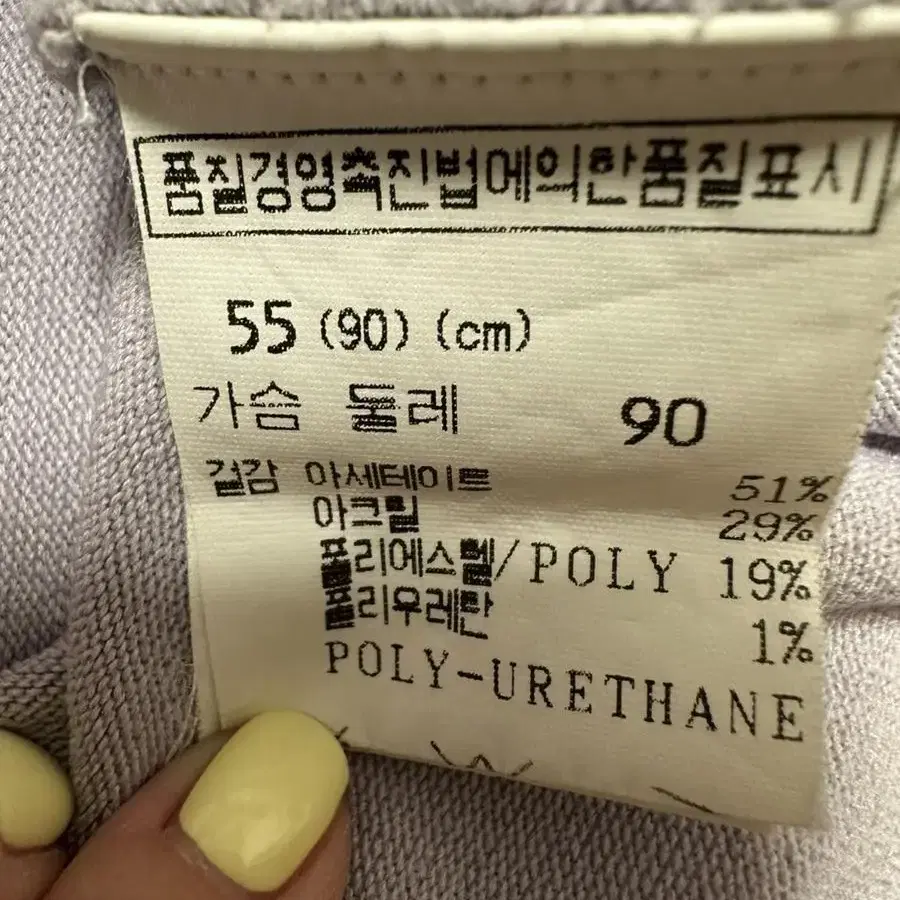 품질경영촉진법에의한품질표시
55 (90) (cm)
가슴 둘레 90
겉감 아세테이트 51%
아크릴 29%
폴리에스텔/POLY 19%
폴리우레탄 1%
POLY-URETHANE